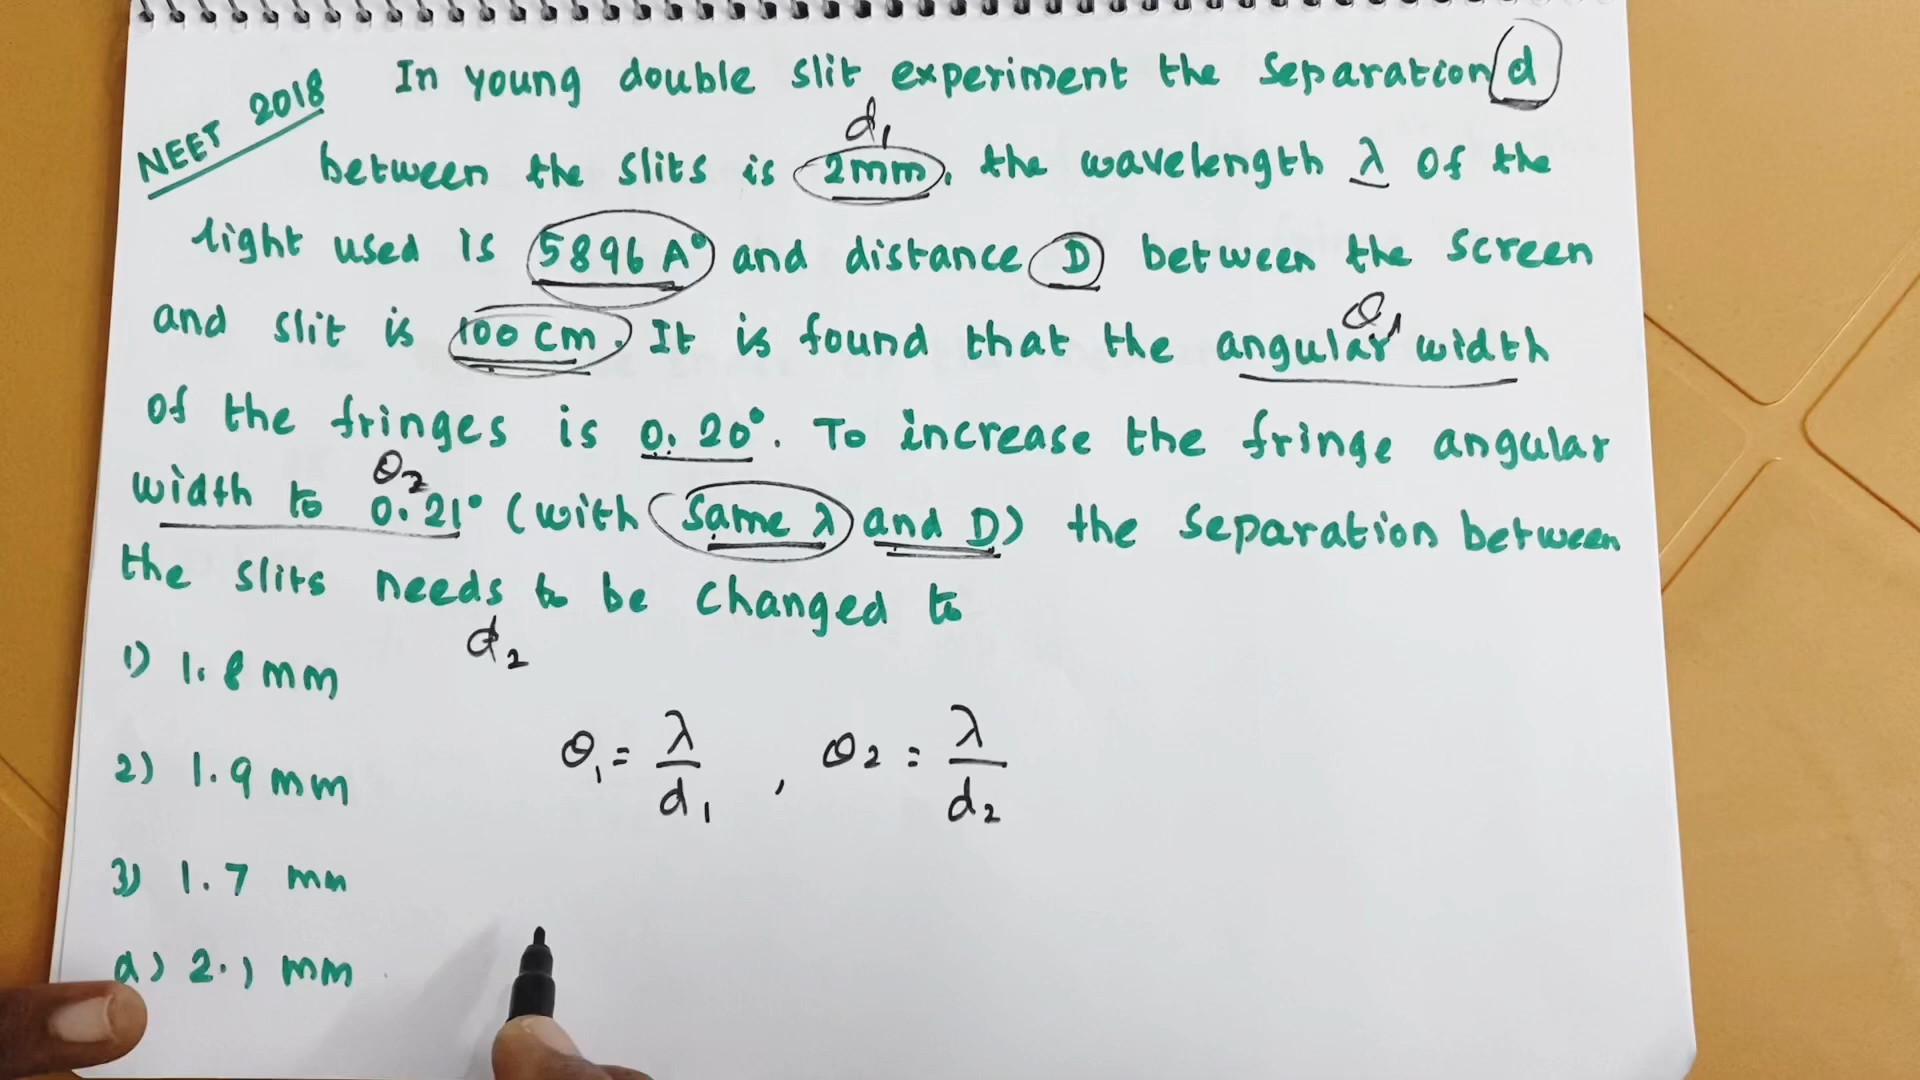 NEET 2018
In young double slit experiment the separation d
d₁
between the slits is 2mm. the wavelength λ of the
light used is 5896 A° and distance D between the screen
θ₁
and slit is 100 cm. It is found that the angular width
of the fringes is 0.20°. To increase the fringe angular
θ₂
width to 0.21° (with same λ and D) the separation between
the slits needs to be changed to
d₂
1) 1.8 mm
2) 1.9 mm
3) 1.7 mm
d) 2.1 mm
θ₁ = λ/d₁ , θ₂ = λ/d₂